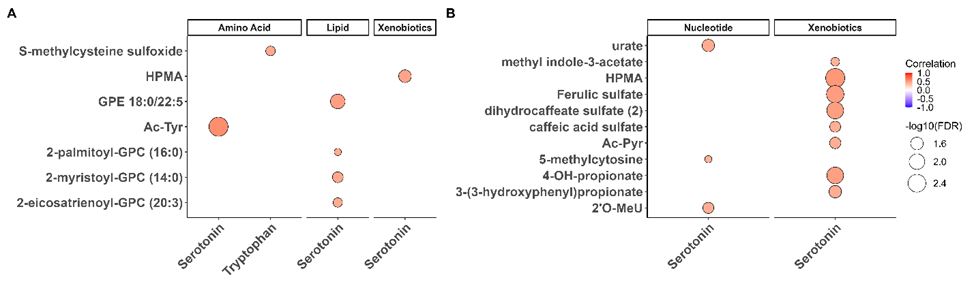 A
Amino Acid
Lipid
Xenobiotics
S-methylcysteine sulfoxide
HPMA
GPE 18:0/22:5
Ac-Tyr
2-palmitoyl-GPC (16:0)
2-myristoyl-GPC (14:0)
2-eicosatrienoyl-GPC (20:3)
Serotonin
Tryptophan
Serotonin
Serotonin
B
Nucleotide
Xenobiotics
urate
methyl indole-3-acetate
HPMA
Ferulic sulfate
dihydrocaffeate sulfate (2)
caffeic acid sulfate
Ac-Pyr
5-methylcytosine
4-OH-propionate
3-(3-hydroxyphenyl)propionate
2'O-MeU
Serotonin
Serotonin
Correlation
1.0
0.5
0.0
-0.5
-1.0
-log10(FDR)
1.6
2.0
2.4